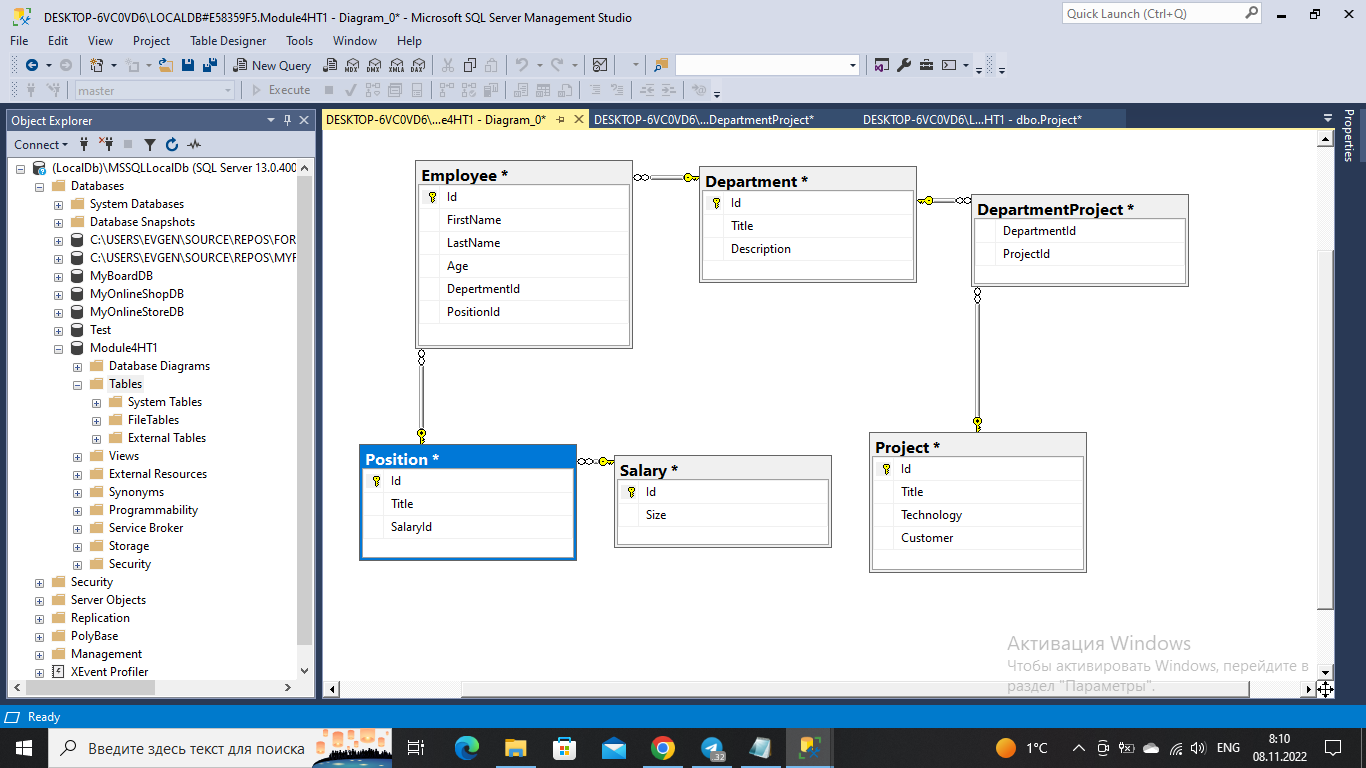 DESKTOP-6VC0VD6\LOCALDB#E58359F5.Module4HT1 - Diagram_0* - Microsoft SQL Server Management Studio
Quick Launch (Ctrl+Q)
File Edit View Project Table Designer Tools Window Help
New Query MDX DMX XMLA DAX
master Execute
Object Explorer
Connect
(LocalDb)\MSSQLLocalDb (SQL Server 13.0.400
Databases
System Databases
Database Snapshots
C:\USERS\EVGEN\SOURCE\REPOS\FOR
C:\USERS\EVGEN\SOURCE\REPOS\MYF
MyBoardDB
MyOnlineShopDB
MyOnlineStoreDB
Test
Module4HT1
Database Diagrams
Tables
System Tables
FileTables
External Tables
Views
External Resources
Synonyms
Programmability
Service Broker
Storage
Security
Security
Server Objects
Replication
PolyBase
Management
XEvent Profiler
DESKTOP-6VC0VD6\...e4HT1 - Diagram_0* DESKTOP-6VC0VD6\...DepartmentProject* DESKTOP-6VC0VD6\L...HT1 - dbo.Project*
Properties
Employee *
Id
FirstName
LastName
Age
DepertmentId
PositionId
Department *
Id
Title
Description
DepartmentProject *
DepartmentId
ProjectId
Position *
Id
Title
SalaryId
Salary *
Id
Size
Project *
Id
Title
Technology
Customer
Активация Windows
Чтобы активировать Windows, перейдите в
раздел "Параметры".
Ready
Введите здесь текст для поиска
32
1°C
ENG
8:10
08.11.2022